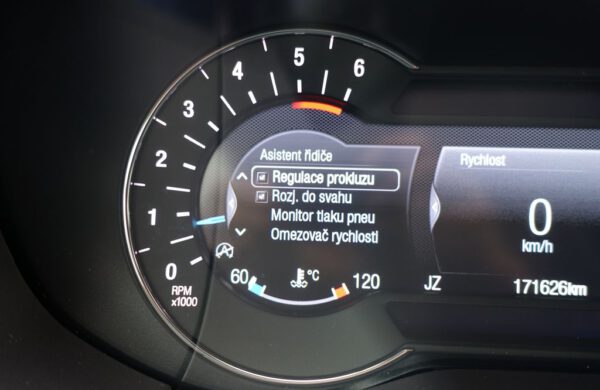 6
5
4
3
2
1
0
RPM
x1000
Asistent řidiče
Regulace prokluzu
Rozj. do svahu
Monitor tlaku pneu
Omezovač rychlosti
60 °C 120
Rychlost
0
km/h
JZ 171626km